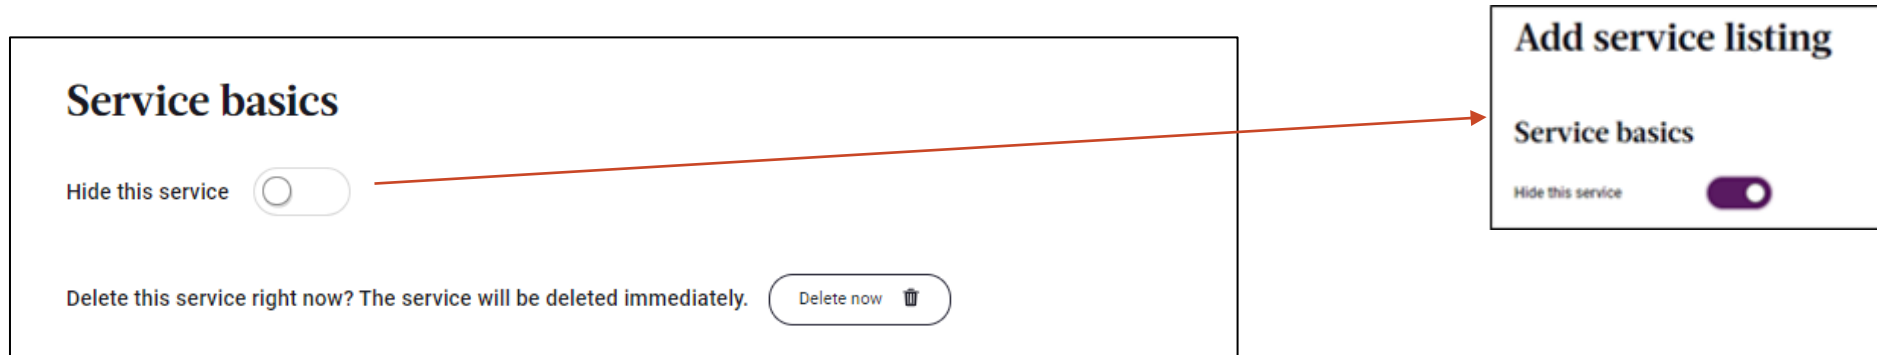 Service basics
Hide this service
Delete this service right now? The service will be deleted immediately. Delete now
Add service listing
Service basics
Hide this service